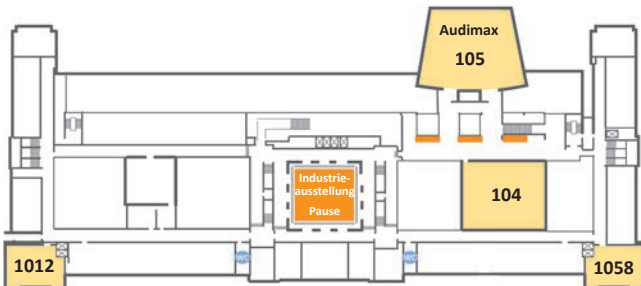 Audimax
105
Industrie-
ausstellung
Pause
104
1012
WC
WC
1058